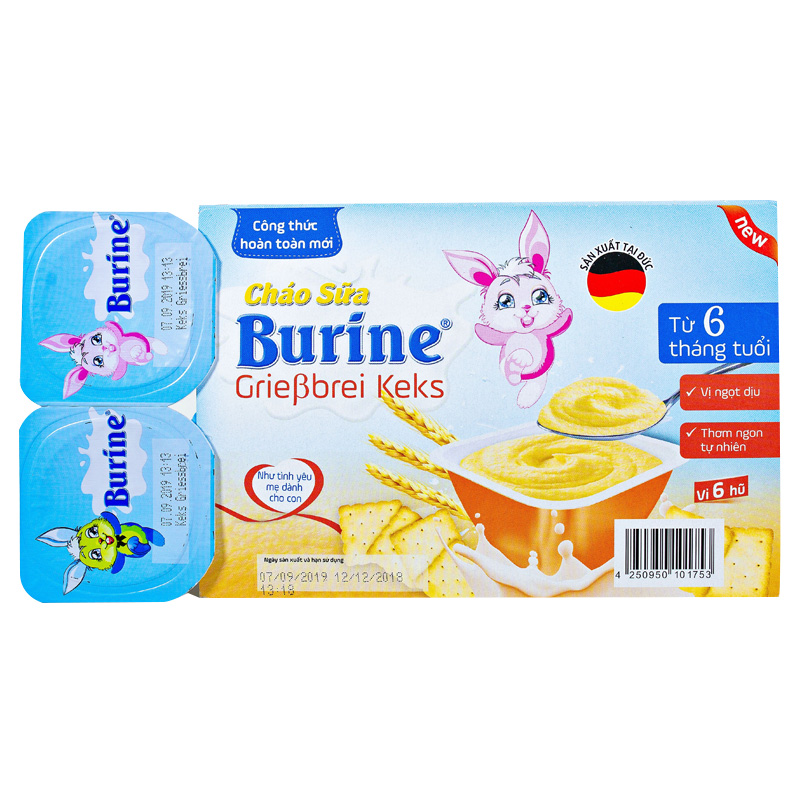 Burine
07.09.2019 13:13
Keks Griessbrei
Burine
07.09.2019 13:13
Keks Griessbrei
Công thức
hoàn toàn mới
Cháo Sữa
Burine®
Grießbrei Keks
SẢN XUẤT TẠI ĐỨC
new
Từ 6
tháng tuổi
✓ Vị ngọt dịu
✓ Thơm ngon
tự nhiên
Vỉ 6 hũ
Như tình yêu
mẹ dành
cho con
Ngày sản xuất và hạn sử dụng
07/09/2019 12/12/2018
13:18
4 250950 101753